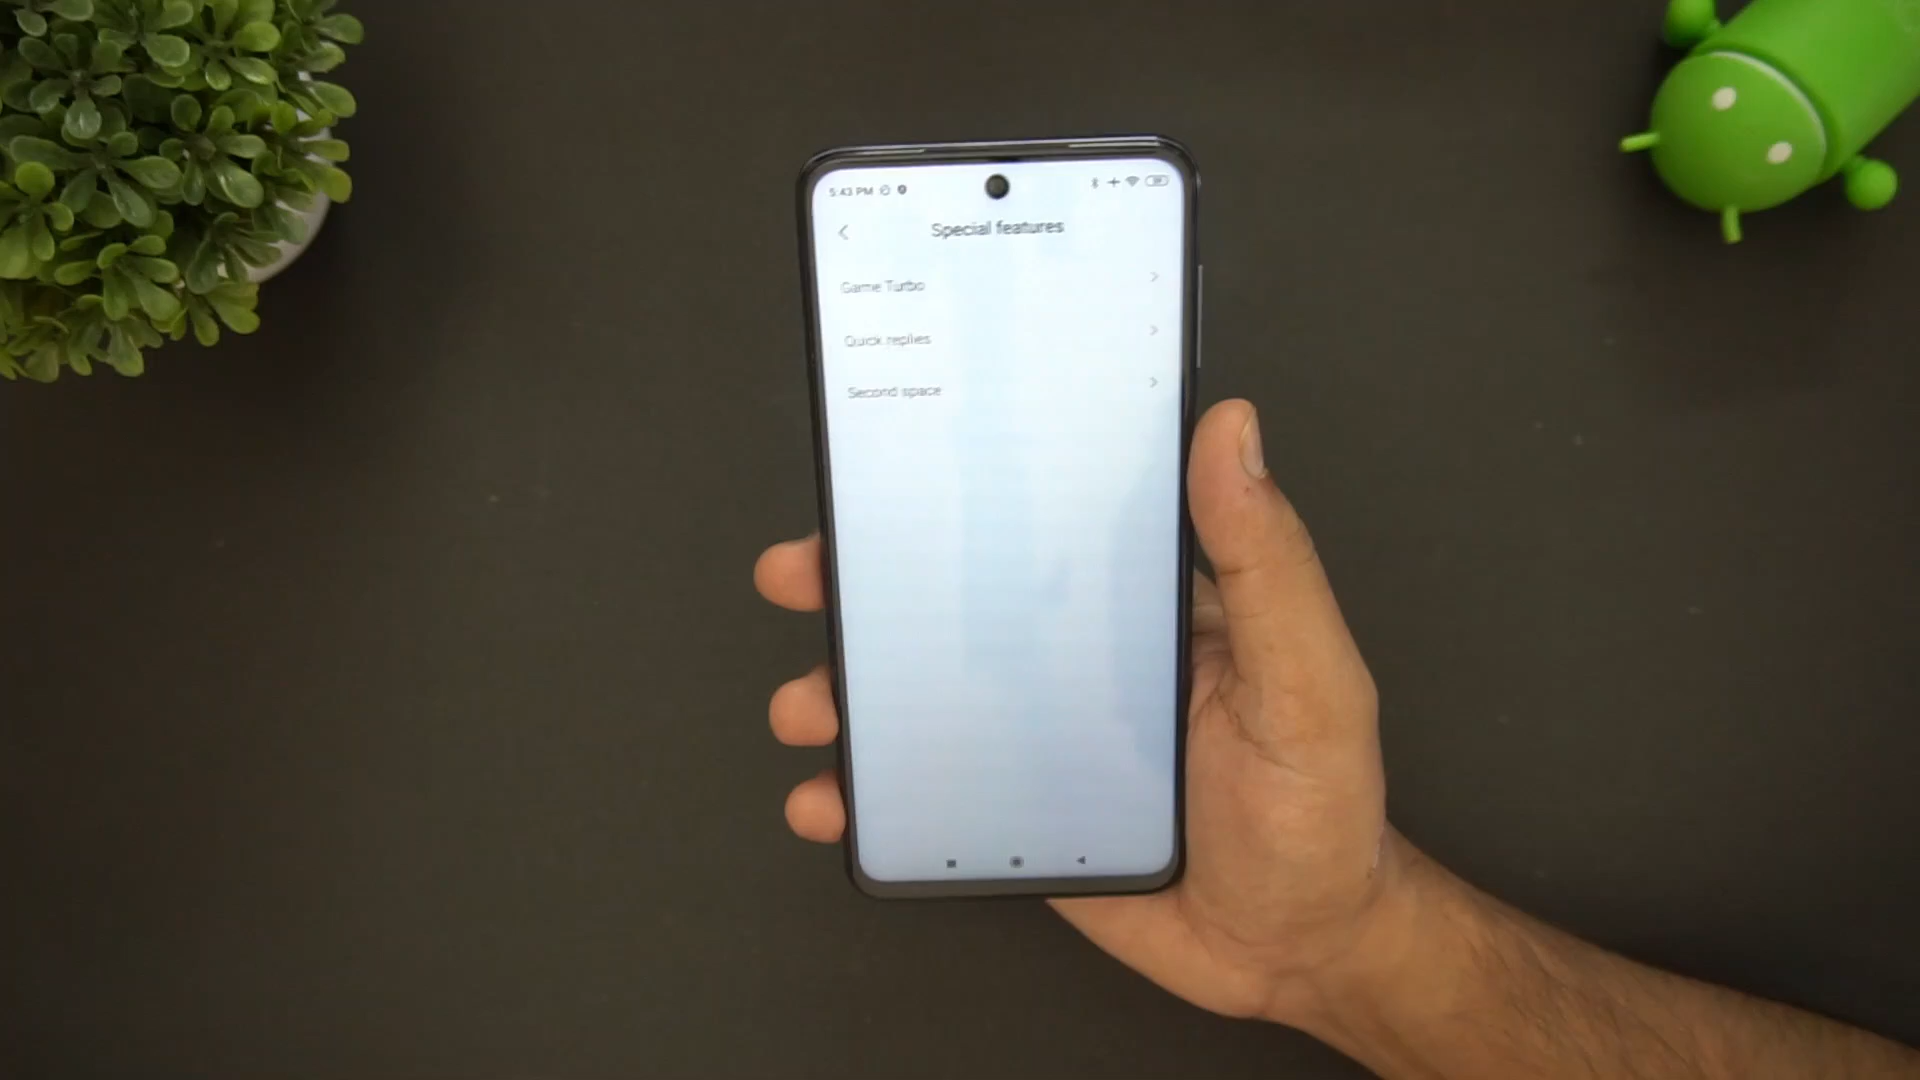 5:43 PM
Special features
Game Turbo
Quick replies
Second space